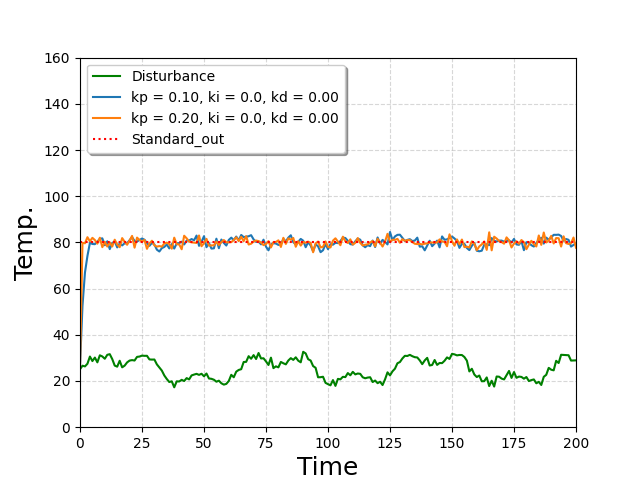 160
140
120
100
80
60
40
20
0
Temp.
Disturbance
kp = 0.10, ki = 0.0, kd = 0.00
kp = 0.20, ki = 0.0, kd = 0.00
Standard_out
0 25 50 75 100 125 150 175 200
Time